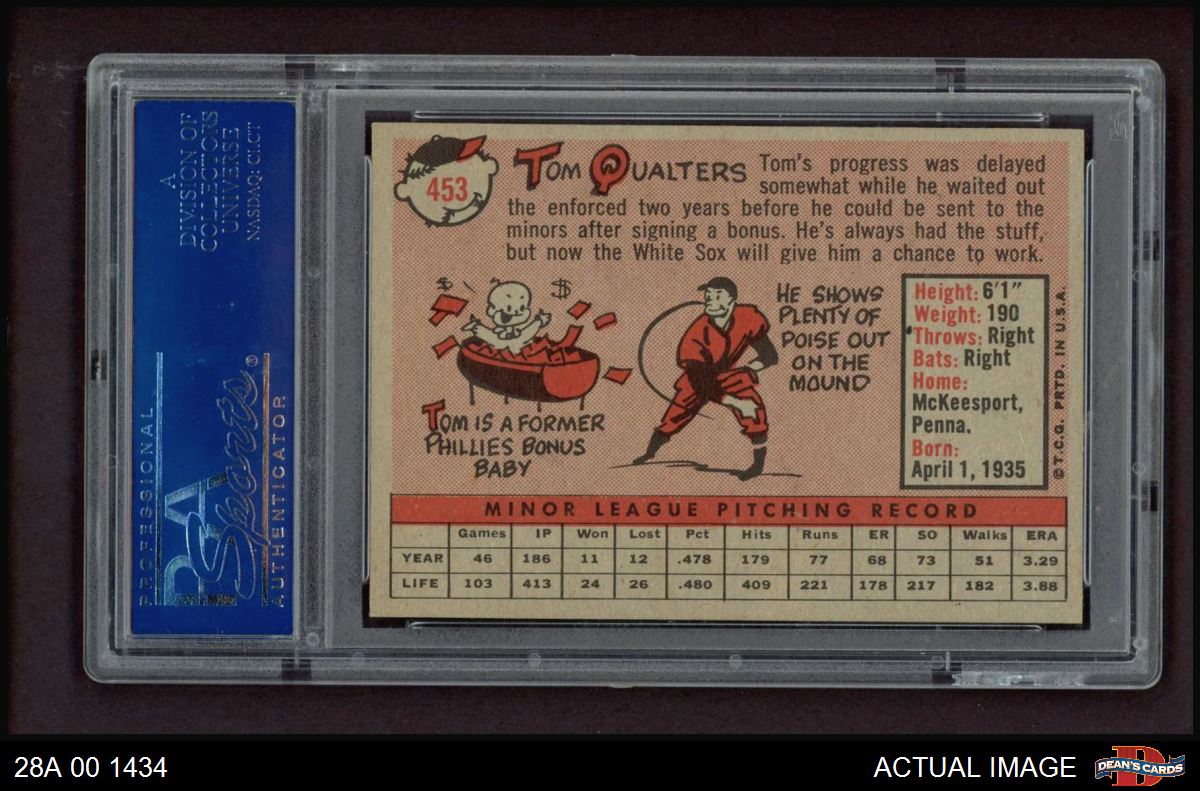 A
DIVISION OF
COLLECTORS
UNIVERSE
NASDAQ: CLCT
PROFESSIONAL
PSA
Sports®
AUTHENTICATOR
453
TOM QUALTERS
Tom's progress was delayed
somewhat while he waited out
the enforced two years before he could be sent to the
minors after signing a bonus. He's always had the stuff,
but now the White Sox will give him a chance to work.
$ $
TOM IS A FORMER
PHILLIES BONUS
BABY
HE SHOWS
PLENTY OF
POISE OUT
ON THE
MOUND
Height: 6'1"
Weight: 190
Throws: Right
Bats: Right
Home:
McKeesport,
Penna.
Born:
April 1, 1935
© T.C.G. PRTD. IN U.S.A.
MINOR LEAGUE PITCHING RECORD
Games IP Won Lost Pct Hits Runs ER SO Walks ERA
YEAR 46 186 11 12 .478 179 77 68 73 51 3.29
LIFE 103 413 24 26 .480 409 221 178 217 182 3.88
28A 00 1434
ACTUAL IMAGE
D
DEAN'S CARDS